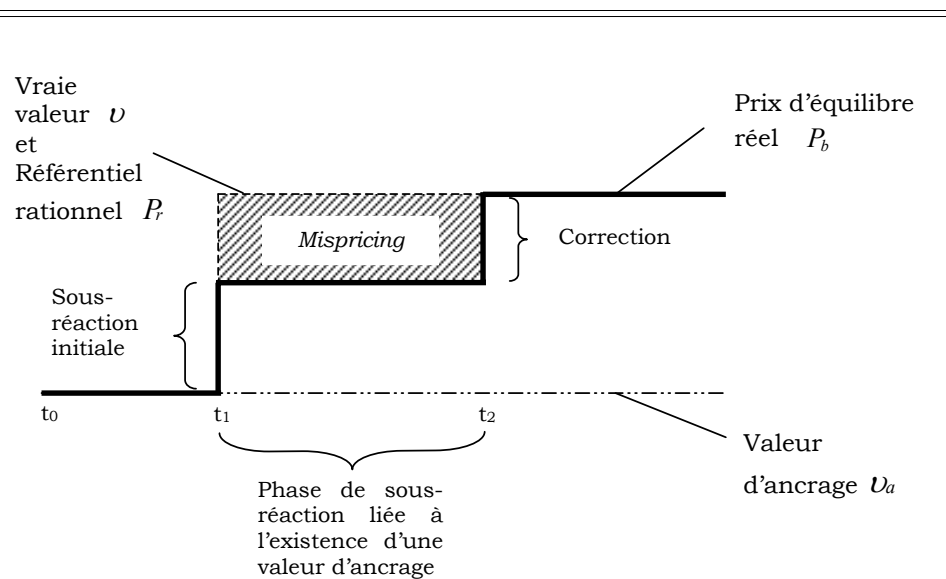 Vraie
valeur υ
et
Référentiel
rationnel Pr
Prix d’équilibre
réel Pb
Mispricing
Correction
Sous-
réaction
initiale
t0
t1
t2
Valeur
d’ancrage υa
Phase de sous-
réaction liée à
l’existence d’une
valeur d’ancrage